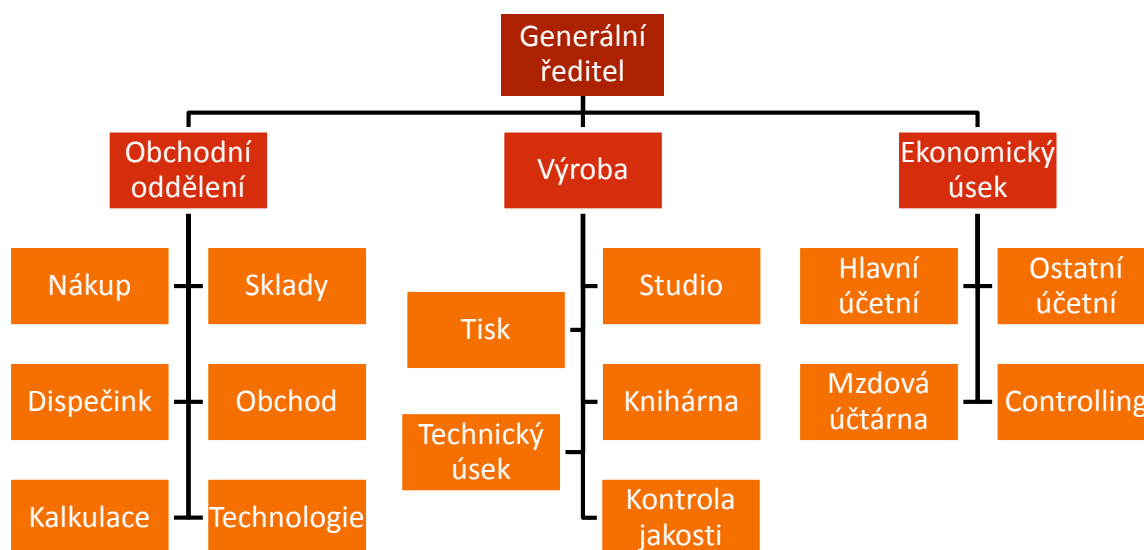 Generální
ředitel
Obchodní
oddělení
Výroba
Ekonomický
úsek
Nákup
Sklady
Dispečink
Obchod
Kalkulace
Technologie
Studio
Tisk
Knihárna
Technický
úsek
Kontrola
jakosti
Hlavní
účetní
Ostatní
účetní
Mzdová
účtárna
Controlling